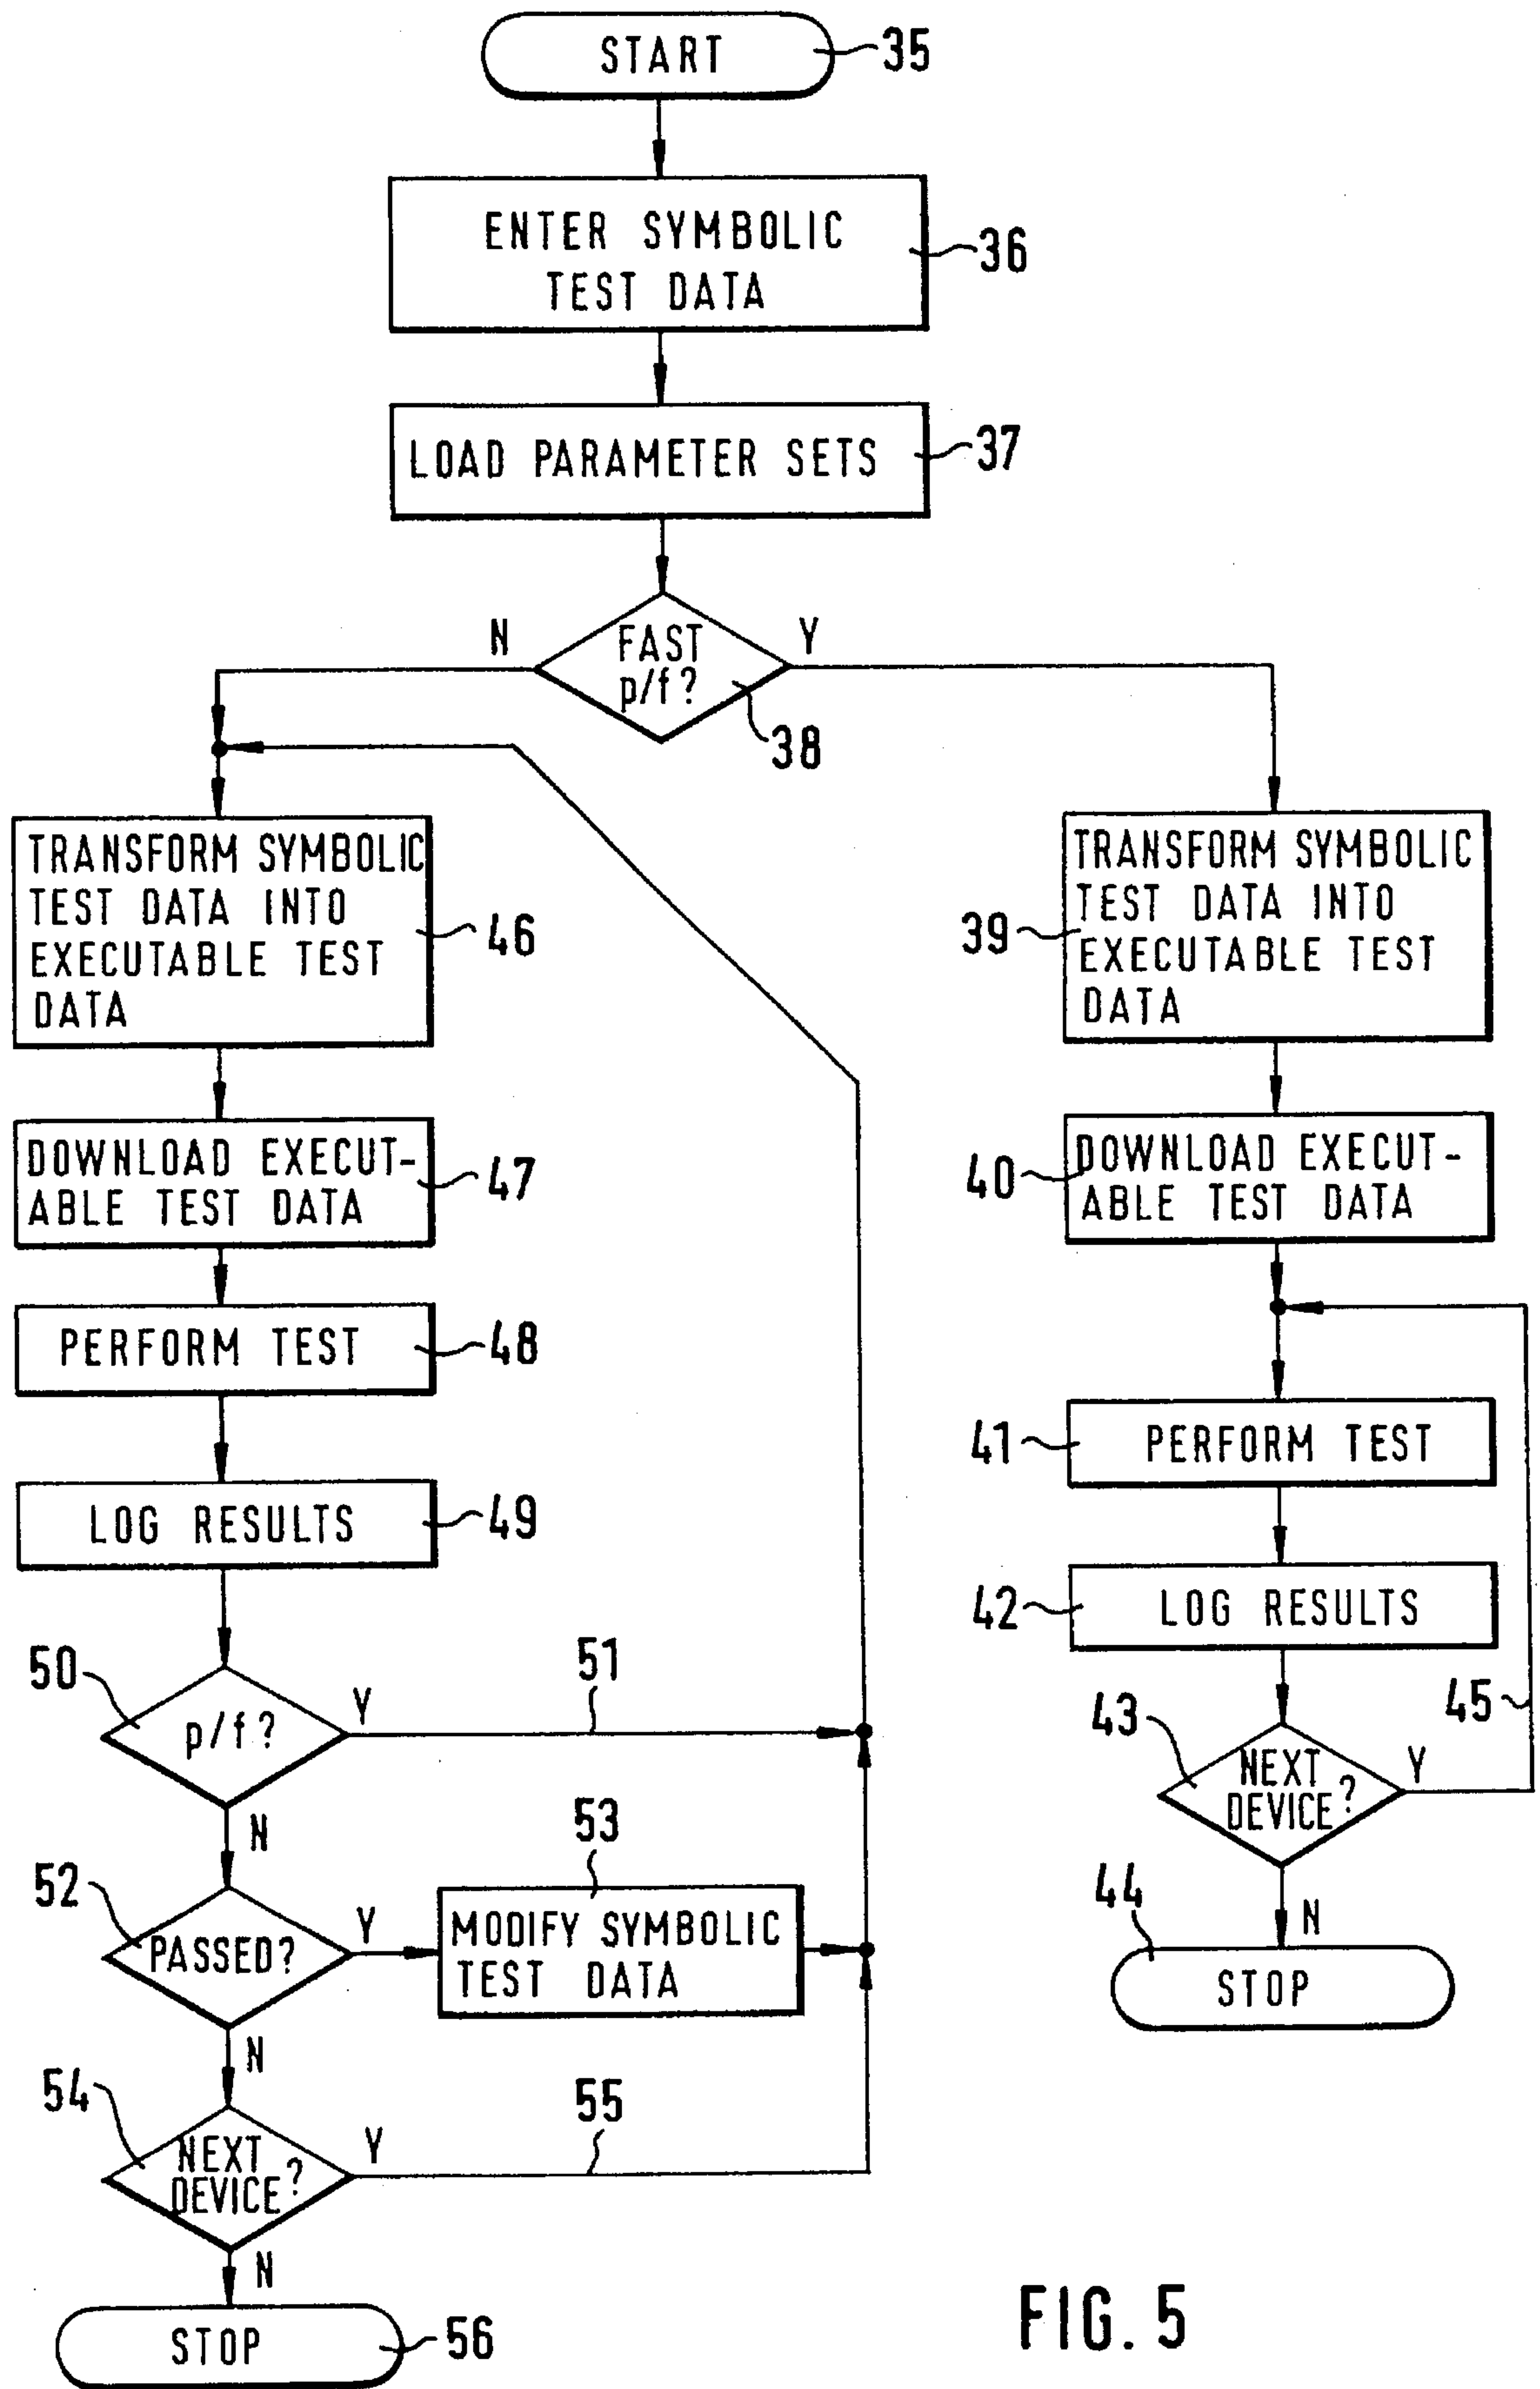 START
35
ENTER SYMBOLIC
TEST DATA
36
LOAD PARAMETER SETS
37
N
FAST
p/f?
Y
38
TRANSFORM SYMBOLIC
TEST DATA INTO
EXECUTABLE TEST
DATA
46
DOWNLOAD EXECUT-
ABLE TEST DATA
47
PERFORM TEST
48
LOG RESULTS
49
50
p/f?
Y
51
N
52
PASSED?
Y
53
MODIFY SYMBOLIC
TEST DATA
N
54
NEXT
DEVICE?
Y
55
N
STOP
56
39
TRANSFORM SYMBOLIC
TEST DATA INTO
EXECUTABLE TEST
DATA
40
DOWNLOAD EXECUT-
ABLE TEST DATA
41
PERFORM TEST
42
LOG RESULTS
43
NEXT
DEVICE?
Y
45
N
44
STOP
FIG. 5